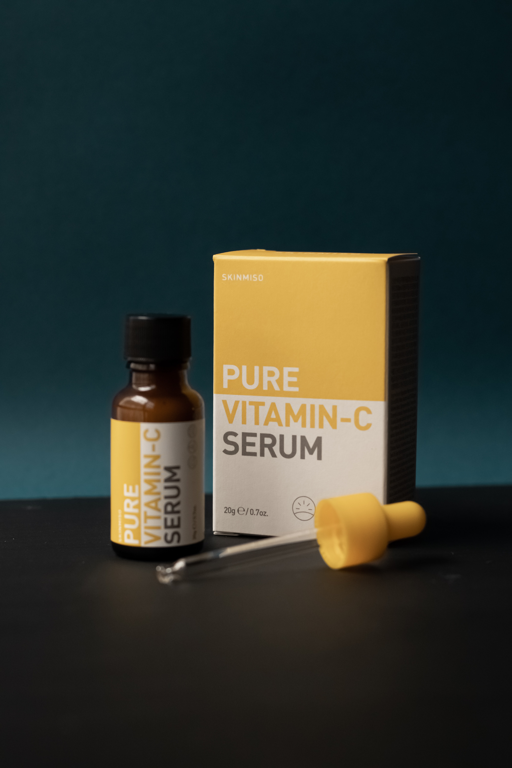 SKINMISO
PURE
VITAMIN-C
SERUM
20g ℮/ 0.7oz.
PURE
VITAMIN-C
SERUM